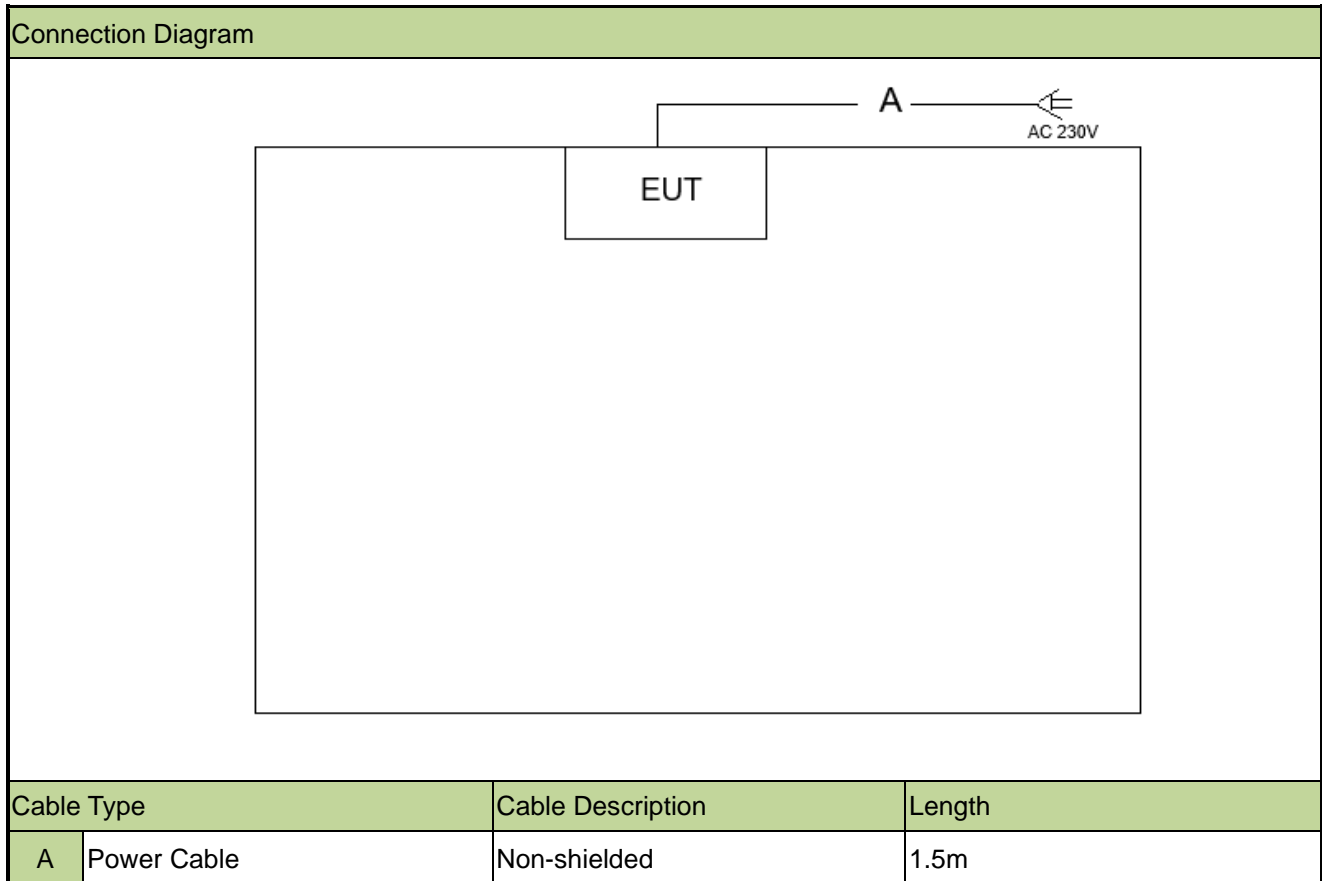 Connection Diagram
A
AC 230V
EUT
Cable Type Cable Description Length
A Power Cable Non-shielded 1.5m